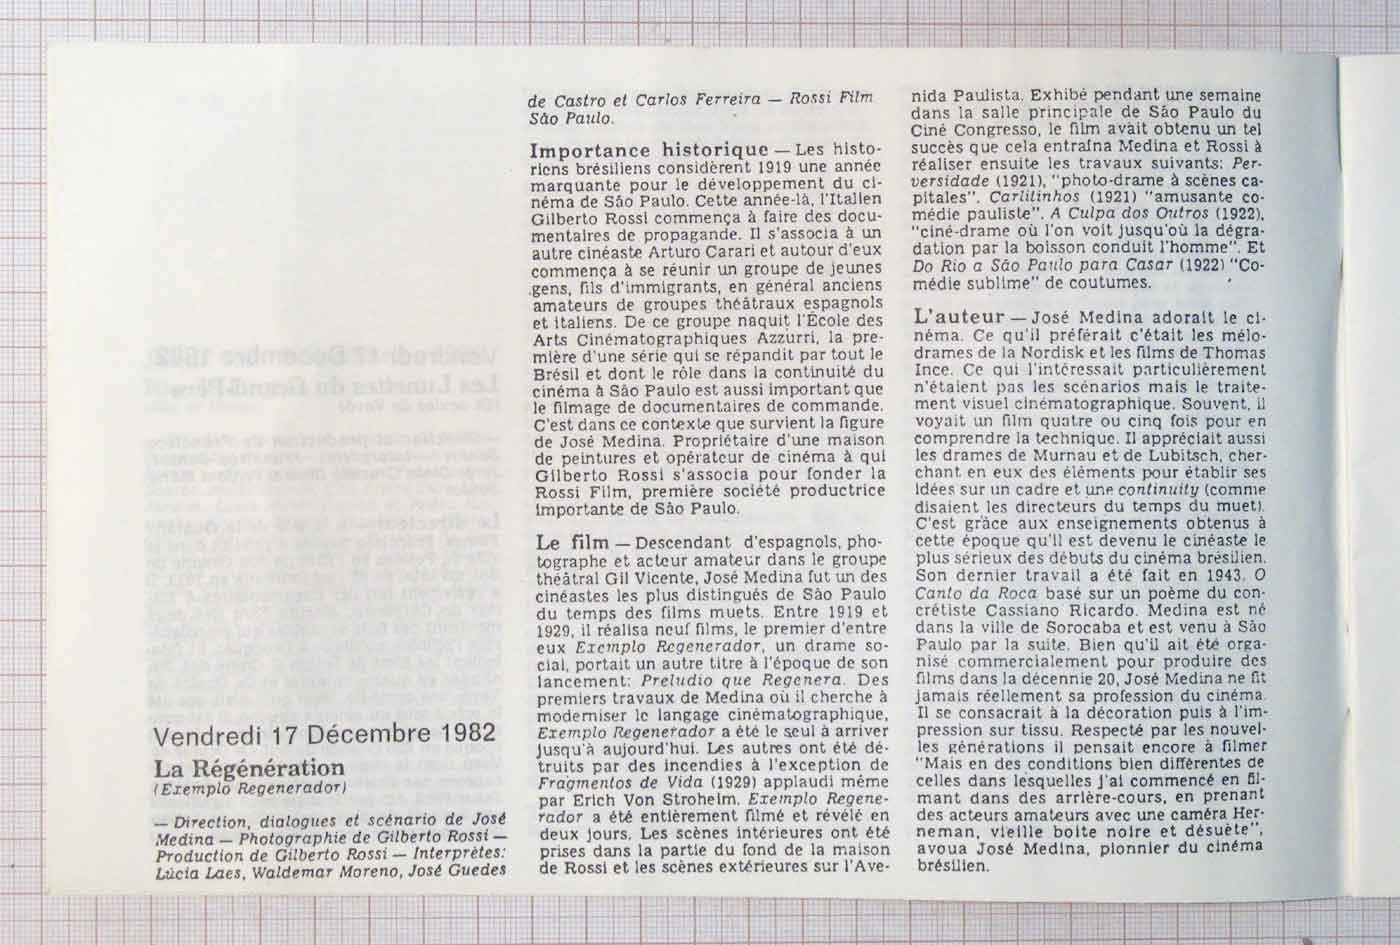 Vendredi 17 Décembre 1982
La Régénération
(Exemplo Regenerador)
— Direction, dialogues et scénario de José
Medina — Photographie de Gilberto Rossi —
Production de Gilberto Rossi — Interprètes:
Lúcia Laes, Waldemar Moreno, José Guedes
de Castro et Carlos Ferreira — Rossi Film
São Paulo.
Importance historique — Les histo-
riens brésiliens considèrent 1919 une année
marquante pour le développement du ci-
néma de São Paulo. Cette année-là, l'Italien
Gilberto Rossi commença à faire des docu-
mentaires de propagande. Il s'associa à un
autre cinéaste Arturo Carari et autour d'eux
commença à se réunir un groupe de jeunes
gens, fils d'immigrants, en général anciens
amateurs de groupes théâtraux espagnols
et italiens. De ce groupe naquit l'École des
Arts Cinématographiques Azzurri, la pre-
mière d'une série qui se répandit par tout le
Brésil et dont le rôle dans la continuité du
cinéma à São Paulo est aussi important que
le filmage de documentaires de commande.
C'est dans ce contexte que survient la figure
de José Medina. Propriétaire d'une maison
de peintures et opérateur de cinéma à qui
Gilberto Rossi s'associa pour fonder la
Rossi Film, première société productrice
importante de São Paulo.
Le film — Descendant d'espagnols, pho-
tographe et acteur amateur dans le groupe
théâtral Gil Vicente, José Medina fut un des
cinéastes les plus distingués de São Paulo
du temps des films muets. Entre 1919 et
1929, il réalisa neuf films, le premier d'entre
eux Exemplo Regenerador, un drame so-
cial, portait un autre titre à l'époque de son
lancement: Preludio que Regenera. Des
premiers travaux de Medina où il cherche à
moderniser le langage cinématographique,
Exemplo Regenerador a été le seul à arriver
jusqu'à aujourd'hui. Les autres ont été dé-
truits par des incendies à l'exception de
Fragmentos de Vida (1929) applaudi même
par Erich Von Stroheim. Exemplo Regene-
rador a été entièrement filmé et révélé en
deux jours. Les scènes intérieures ont été
prises dans la partie du fond de la maison
de Rossi et les scènes extérieures sur l'Ave-
nida Paulista. Exhibé pendant une semaine
dans la salle principale de São Paulo du
Ciné Congresso, le film avait obtenu un tel
succès que cela entraîna Medina et Rossi à
réaliser ensuite les travaux suivants: Per-
versidade (1921), "photo-drame à scènes ca-
pitales". Carlitinhos (1921) "amusante co-
médie pauliste". A Culpa dos Outros (1922),
"ciné-drame où l'on voit jusqu'où la dégra-
dation par la boisson conduit l'homme". Et
Do Rio a São Paulo para Casar (1922) "Co-
médie sublime" de coutumes.
L'auteur — José Medina adorait le ci-
néma. Ce qu'il préférait c'était les mélo-
drames de la Nordisk et les films de Thomas
Ince. Ce qui l'intéressait particulièrement
n'étaient pas les scénarios mais le traite-
ment visuel cinématographique. Souvent, il
voyait un film quatre ou cinq fois pour en
comprendre la technique. Il appréciait aussi
les drames de Murnau et de Lubitsch, cher-
chant en eux des éléments pour établir ses
idées sur un cadre et une continuity (comme
disaient les directeurs du temps du muet).
C'est grâce aux enseignements obtenus à
cette époque qu'il est devenu le cinéaste le
plus sérieux des débuts du cinéma brésilien.
Son dernier travail a été fait en 1943. O
Canto da Roca basé sur un poème du con-
crétiste Cassiano Ricardo. Medina est né
dans la ville de Sorocaba et est venu à São
Paulo par la suite. Bien qu'il ait été orga-
nisé commercialement pour produire des
films dans la décennie 20, José Medina ne fit
jamais réellement sa profession du cinéma.
Il se consacrait à la décoration puis à l'im-
pression sur tissu. Respecté par les nouvel-
les générations il pensait encore à filmer
"Mais en des conditions bien différentes de
celles dans lesquelles j'ai commencé en fil-
mant dans des arrière-cours, en prenant
des acteurs amateurs avec une caméra Her-
neman, vieille boite noire et désuète",
avoua José Medina, pionnier du cinéma
brésilien.